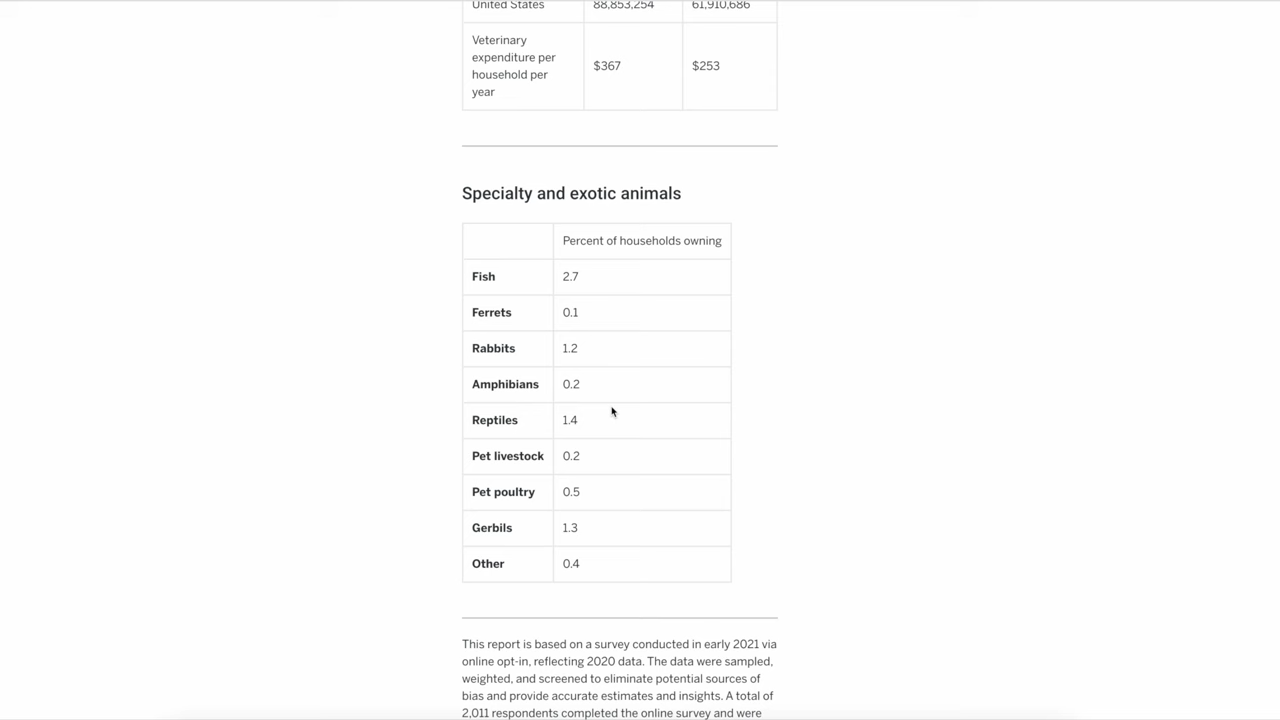 United States 88,853,254 61,910,686
Veterinary
expenditure per
household per
year
$367 $253
Specialty and exotic animals
Percent of households owning
Fish 2.7
Ferrets 0.1
Rabbits 1.2
Amphibians 0.2
Reptiles 1.4
Pet livestock 0.2
Pet poultry 0.5
Gerbils 1.3
Other 0.4
This report is based on a survey conducted in early 2021 via
online opt-in, reflecting 2020 data. The data were sampled,
weighted, and screened to eliminate potential sources of
bias and provide accurate estimates and insights. A total of
2,011 respondents completed the online survey and were